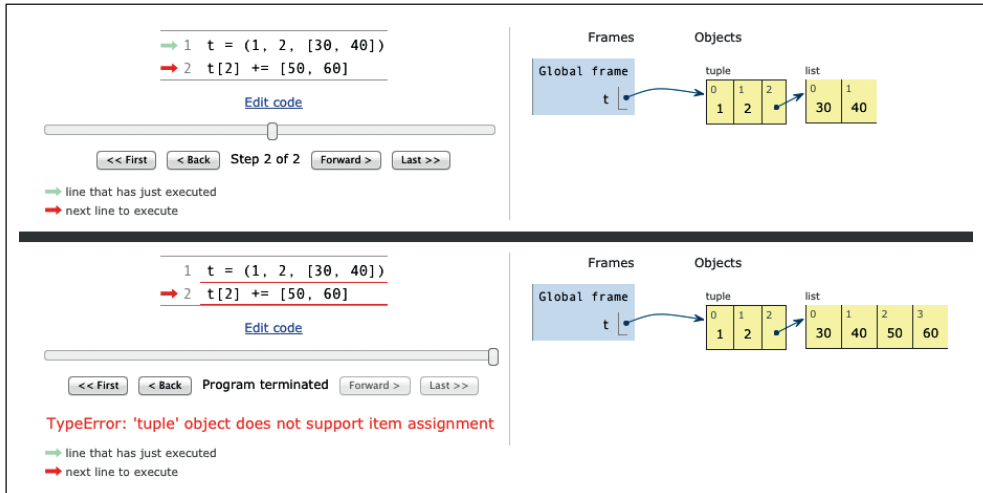 1 t = (1, 2, [30, 40])
2 t[2] += [50, 60]
Edit code
<< First < Back Step 2 of 2 Forward > Last >>
line that has just executed
next line to execute
Frames Objects
Global frame
t
tuple
0 1 2
1 2
list
0 1
30 40
1 t = (1, 2, [30, 40])
2 t[2] += [50, 60]
Edit code
<< First < Back Program terminated Forward > Last >>
TypeError: 'tuple' object does not support item assignment
line that has just executed
next line to execute
Frames Objects
Global frame
t
tuple
0 1 2
1 2
list
0 1 2 3
30 40 50 60